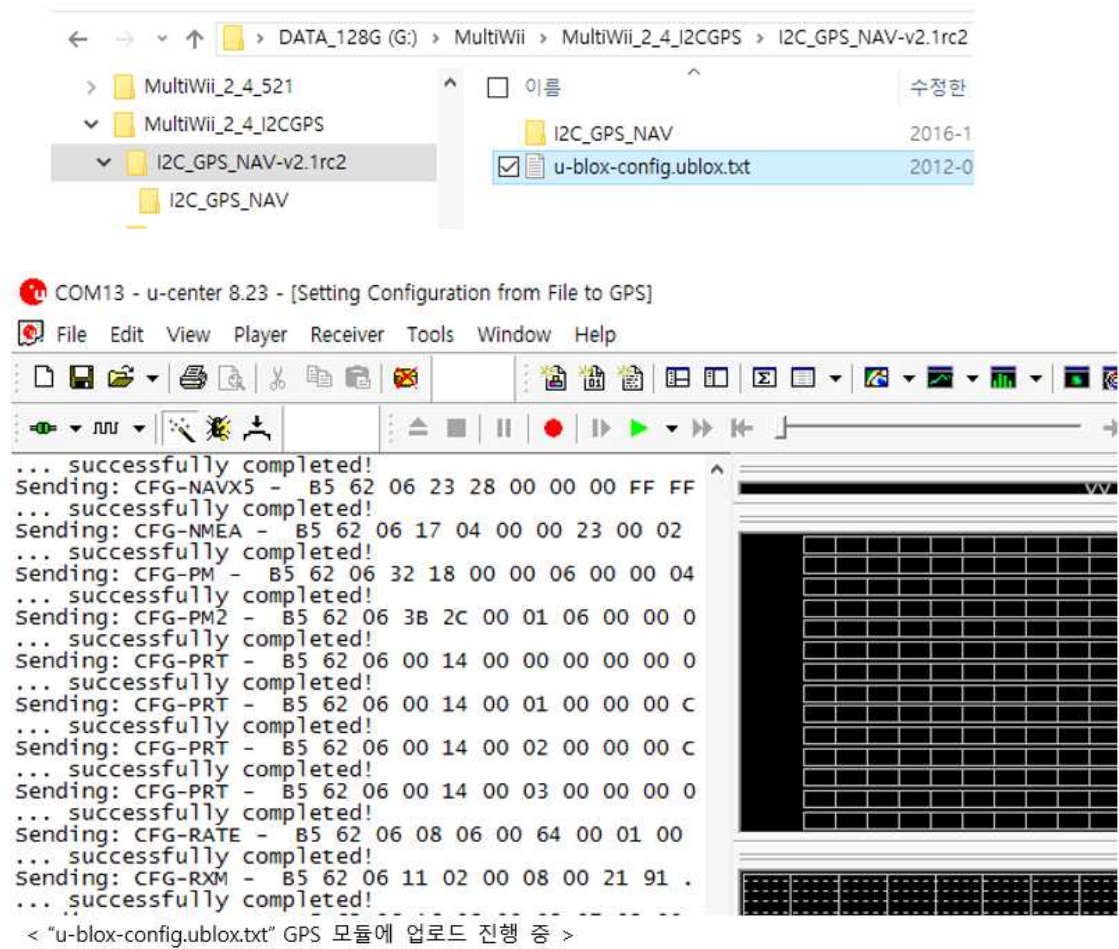 DATA_128G (G:) > MultiWii > MultiWii_2_4_I2CGPS > I2C_GPS_NAV-v2.1rc2
MultiWii_2_4_521
MultiWii_2_4_I2CGPS
I2C_GPS_NAV-v2.1rc2
I2C_GPS_NAV
이름 수정한
I2C_GPS_NAV 2016-1
u-blox-config.ublox.txt 2012-0
COM13 - u-center 8.23 - [Setting Configuration from File to GPS]
File Edit View Player Receiver Tools Window Help
... successfully completed!
Sending: CFG-NAVX5 - B5 62 06 23 28 00 00 00 FF FF
... successfully completed!
Sending: CFG-NMEA - B5 62 06 17 04 00 00 23 00 02
... successfully completed!
Sending: CFG-PM - B5 62 06 32 18 00 00 06 00 00 04
... successfully completed!
Sending: CFG-PM2 - B5 62 06 3B 2C 00 01 06 00 00 0
... successfully completed!
Sending: CFG-PRT - B5 62 06 00 14 00 00 00 00 00 0
... successfully completed!
Sending: CFG-PRT - B5 62 06 00 14 00 01 00 00 00 C
... successfully completed!
Sending: CFG-PRT - B5 62 06 00 14 00 02 00 00 00 C
... successfully completed!
Sending: CFG-PRT - B5 62 06 00 14 00 03 00 00 00 0
... successfully completed!
Sending: CFG-RATE - B5 62 06 08 06 00 64 00 01 00
... successfully completed!
Sending: CFG-RXM - B5 62 06 11 02 00 08 00 21 91 .
... successfully completed!
< "u-blox-config.ublox.txt" GPS 모듈에 업로드 진행 중 >